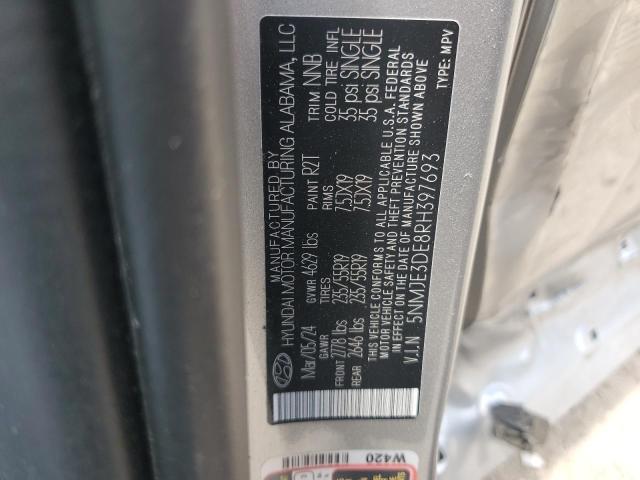 MANUFACTURED BY
HYUNDAI MOTOR MANUFACTURING ALABAMA, LLC
Mar/05/24 GVWR 4629 lbs PAINT R2T TRIM NNB
GAWR TIRES RIMS COLD TIRE INFL
FRONT 2778 lbs 235/55R19 7.5JX19 35 psi SINGLE
REAR 2646 lbs 235/55R19 7.5JX19 35 psi SINGLE
THIS VEHICLE CONFORMS TO ALL APPLICABLE U.S.A. FEDERAL
MOTOR VEHICLE SAFETY AND THEFT PREVENTION STANDARDS
IN EFFECT ON THE DATE OF MANUFACTURE SHOWN ABOVE
V.I.N 5NMJE3DE8RH397693 TYPE: MPV
W420